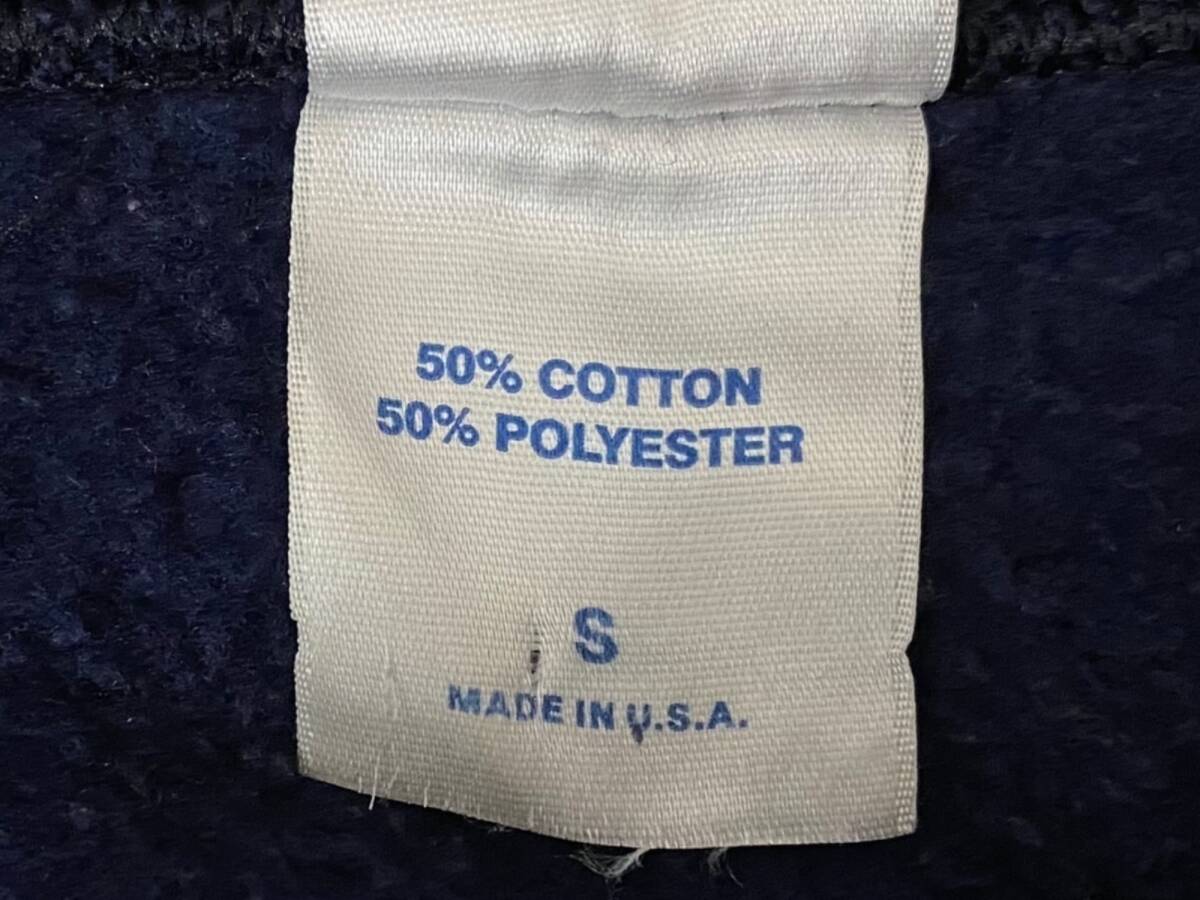 50% COTTON
50% POLYESTER
S
MADE IN U.S.A.